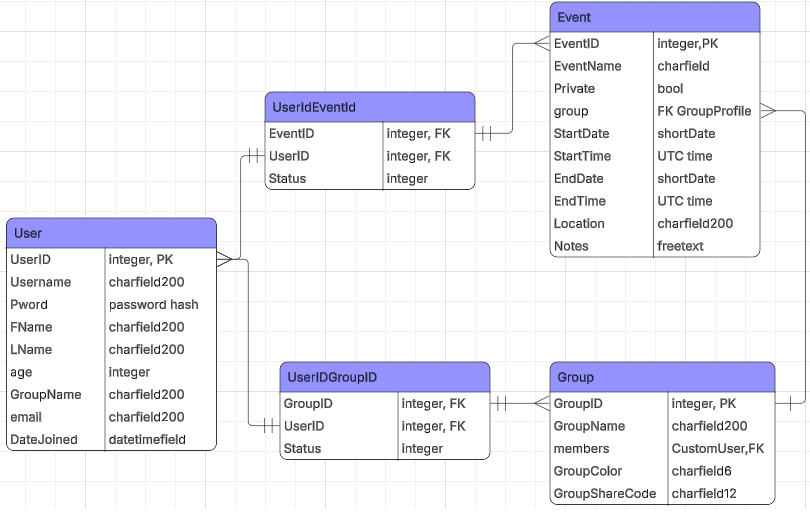 Event
EventID integer,PK
EventName charfield
Private bool
group FK GroupProfile
StartDate shortDate
StartTime UTC time
EndDate shortDate
EndTime UTC time
Location charfield200
Notes freetext
UserIdEventId
EventID integer, FK
UserID integer, FK
Status integer
User
UserID integer, PK
Username charfield200
Pword password hash
FName charfield200
LName charfield200
age integer
GroupName charfield200
email charfield200
DateJoined datetimefield
UserIDGroupID
GroupID integer, FK
UserID integer, FK
Status integer
Group
GroupID integer, PK
GroupName charfield200
members CustomUser,FK
GroupColor charfield6
GroupShareCode charfield12